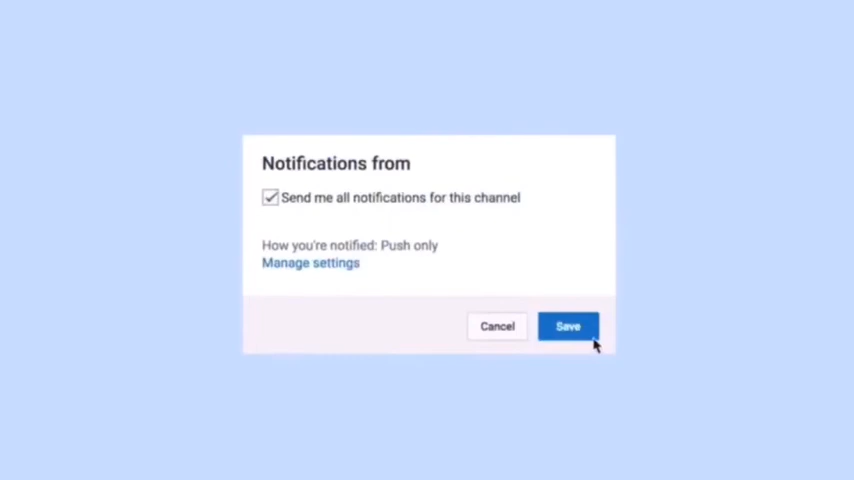 Notifications from
Send me all notifications for this channel
How you're notified: Push only
Manage settings
Cancel Save